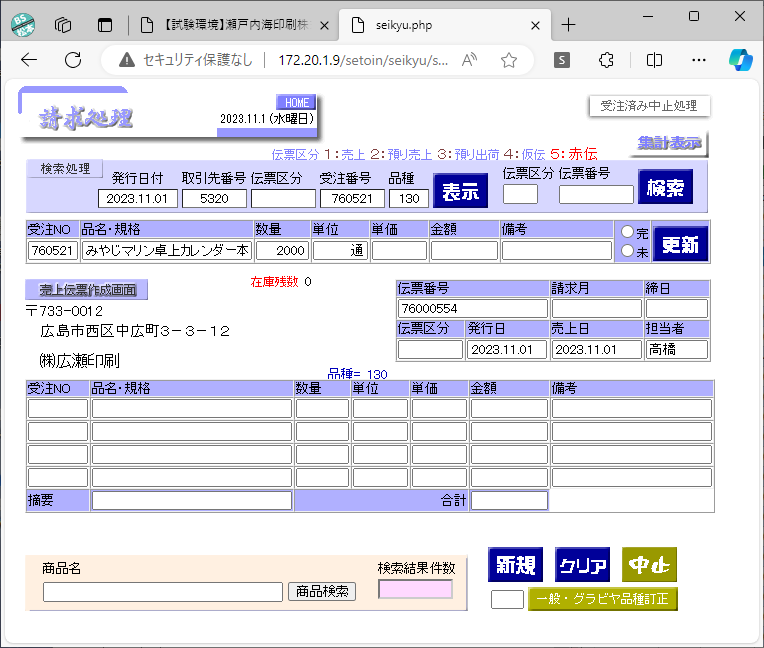 【試験環境】瀬戸内海印刷株
seikyu.php
セキュリティ保護なし
172.20.1.9/setoin/seikyu/s...
請求処理
HOME
2023.11.1 (水曜日)
受注済み中止処理
集計表示
伝票区分 1：売上 2：預り売上 3：預り出荷 4：仮伝 5：赤伝
検索処理
発行日付 取引先番号 伝票区分 受注番号 品種
2023.11.01 5320 760521 130
表示
伝票区分 伝票番号
検索
受注NO 品名・規格 数量 単位 単価 金額 備考
760521 みやじマリン卓上カレンダー本 2000 通
完
未
更新
売上伝票作成画面
在庫残数 0
〒733-0012
広島市西区中広町３－３－１２
㈱広瀬印刷
伝票番号 請求月 締日
76000554
伝票区分 発行日 売上日 担当者
2023.11.01 2023.11.01 高橋
品種= 130
受注NO 品名・規格 数量 単位 単価 金額 備考
摘要 合計
商品名
商品検索
検索結果件数
新規 クリア 中止
一般・グラビヤ品種訂正